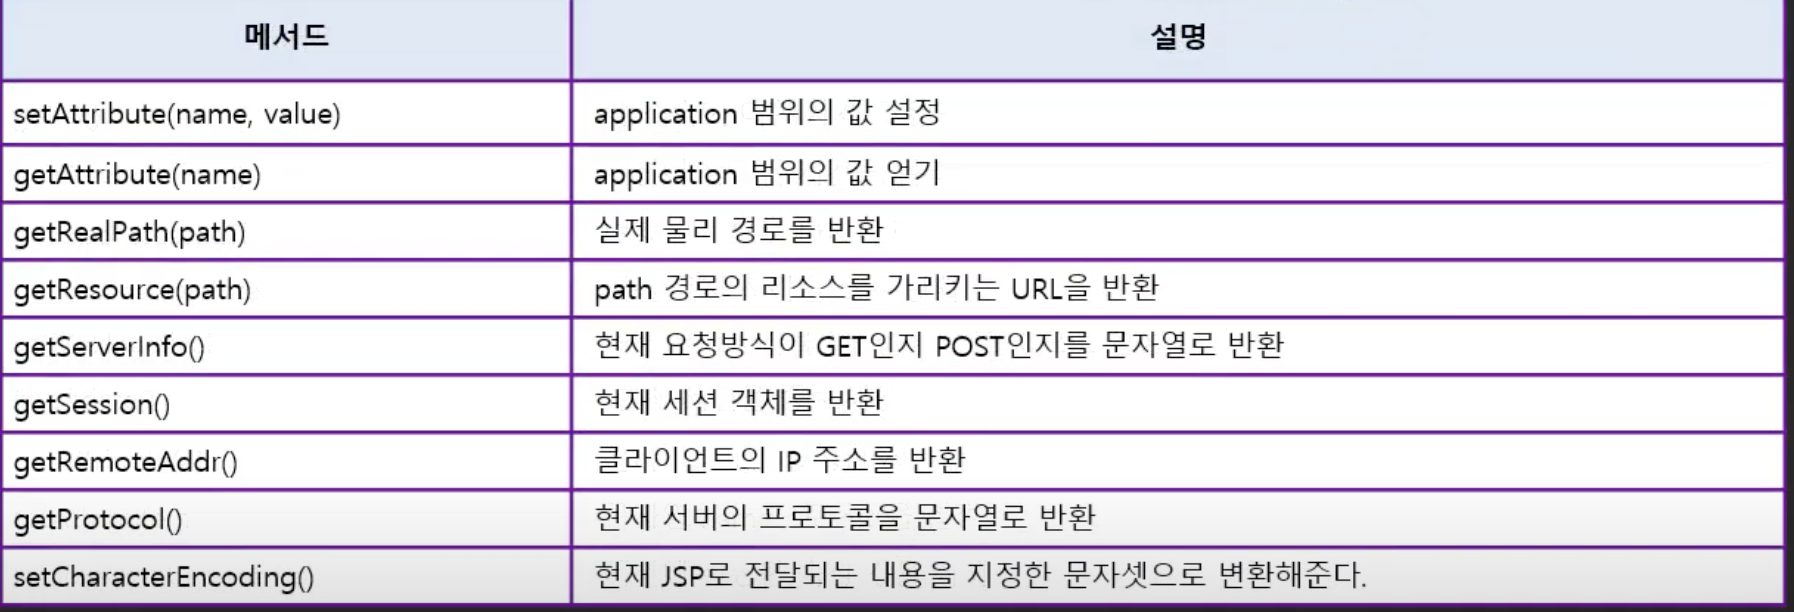 메서드 설명
setAttribute(name, value) application 범위의 값 설정
getAttribute(name) application 범위의 값 얻기
getRealPath(path) 실제 물리 경로를 반환
getResource(path) path 경로의 리소스를 가리키는 URL을 반환
getServerInfo() 현재 요청방식이 GET인지 POST인지를 문자열로 반환
getSession() 현재 세션 객체를 반환
getRemoteAddr() 클라이언트의 IP 주소를 반환
getProtocol() 현재 서버의 프로토콜을 문자열로 반환
setCharacterEncoding() 현재 JSP로 전달되는 내용을 지정한 문자셋으로 변환해준다.